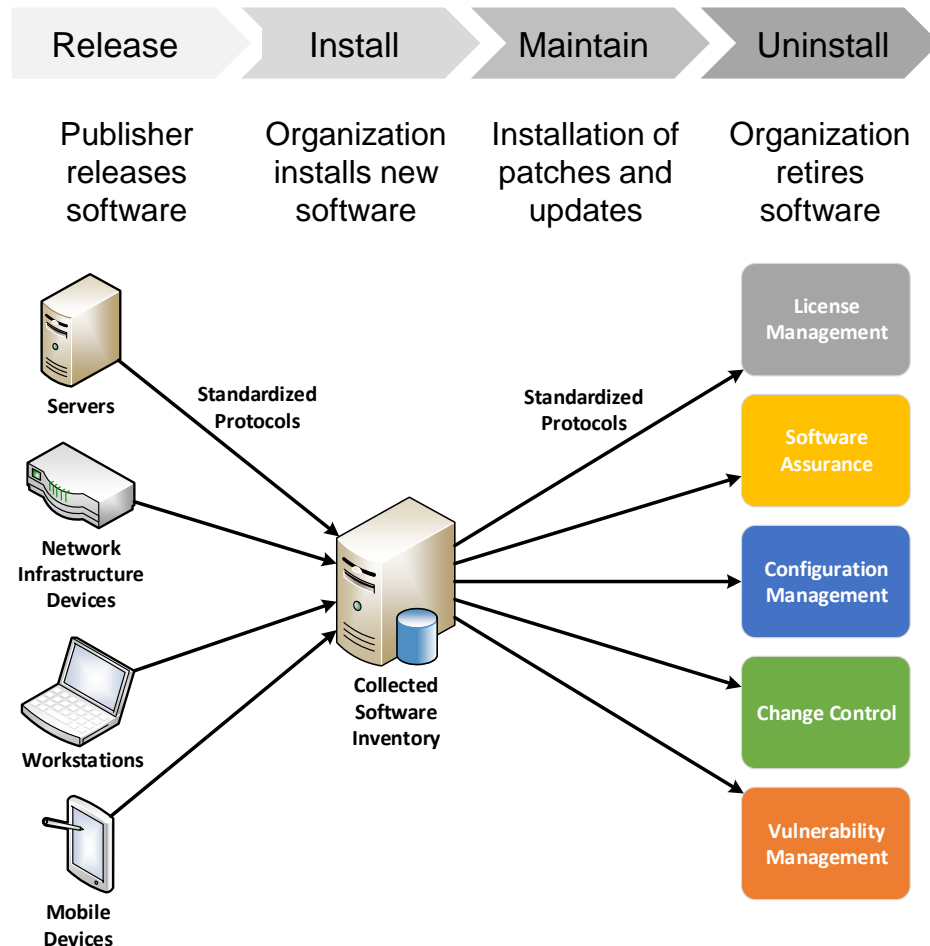 Release
Install
Maintain
Uninstall
Publisher
releases
software
Organization
installs new
software
Installation of
patches and
updates
Organization
retires
software
Servers
Network
Infrastructure
Devices
Workstations
Mobile
Devices
Standardized
Protocols
Collected
Software
Inventory
Standardized
Protocols
License
Management
Software
Assurance
Configuration
Management
Change Control
Vulnerability
Management